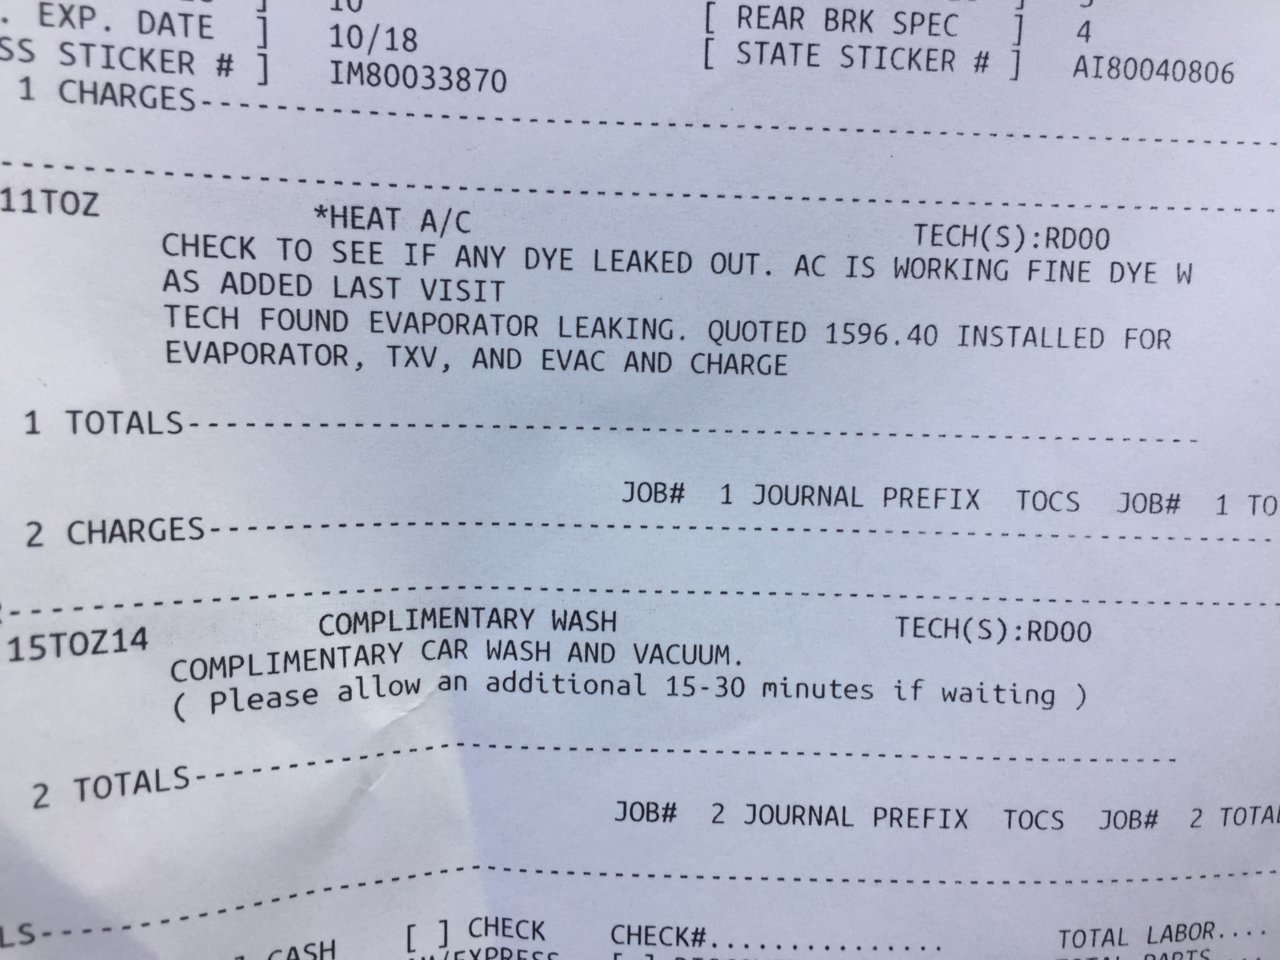 . EXP. DATE ] 10/18 [ REAR BRK SPEC ] 4
SS STICKER # ] IM80033870 [ STATE STICKER # ] AI80040806
1 CHARGES--------------------------------
--------------------------------
11TOZ *HEAT A/C TECH(S):RD00
CHECK TO SEE IF ANY DYE LEAKED OUT. AC IS WORKING FINE DYE W
AS ADDED LAST VISIT
TECH FOUND EVAPORATOR LEAKING. QUOTED 1596.40 INSTALLED FOR
EVAPORATOR, TXV, AND EVAC AND CHARGE
1 TOTALS--------------------------------
JOB# 1 JOURNAL PREFIX TOCS JOB# 1 TO
2 CHARGES--------------------------------
--------------------------------
15TOZ14 COMPLIMENTARY WASH TECH(S):RD00
COMPLIMENTARY CAR WASH AND VACUUM.
( Please allow an additional 15-30 minutes if waiting )
2 TOTALS--------------------------------
JOB# 2 JOURNAL PREFIX TOCS JOB# 2 TOTAL
--------------------------------
LS--------
CASH [ ] CHECK CHECK#............... TOTAL LABOR....